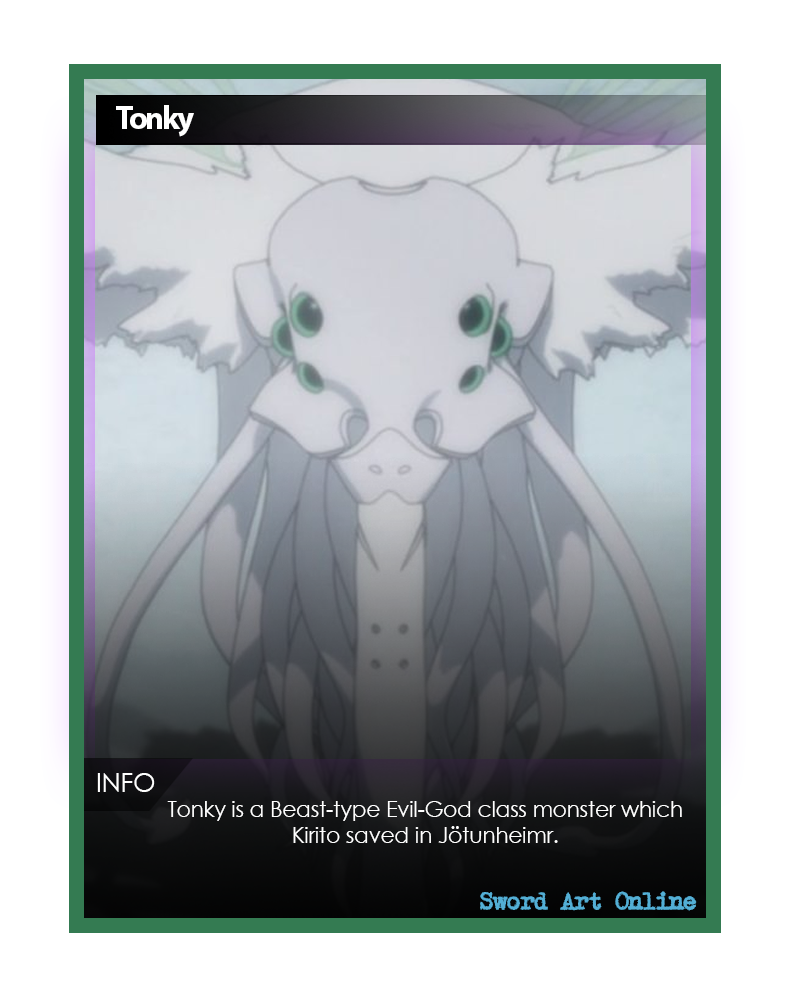 Tonky
INFO
Tonky is a Beast-type Evil-God class monster which
Kirito saved in Jötunheimr.
Sword Art Online